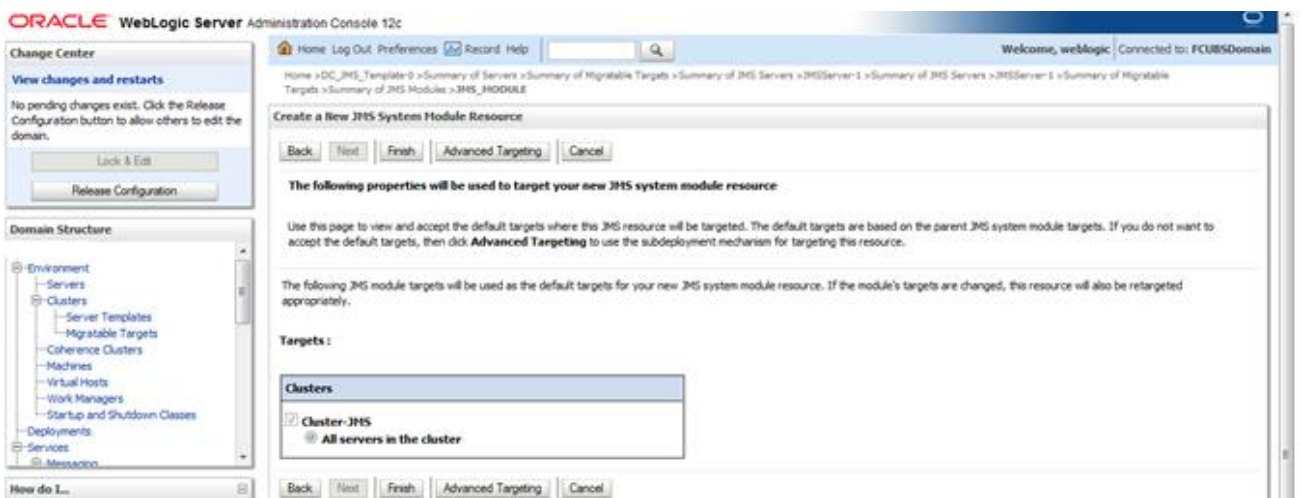 ORACLE WebLogic Server Administration Console 12c
Change Center
View changes and restarts
No pending changes exist. Click the Release
Configuration button to allow others to edit the
domain.
Lock & Edit
Release Configuration
Domain Structure
Environment
Servers
Clusters
Server Templates
Migratable Targets
Coherence Clusters
Machines
Virtual Hosts
Work Managers
Startup and Shutdown Classes
Deployments
Services
Messaging
How do I...
Home Log Out Preferences Record Help
Welcome, weblogic Connected to: FCUBSDomain
Home >DC_JMS_Template-0 >Summary of Servers >Summary of Migratable Targets >Summary of JMS Servers >JMSServer-1 >Summary of JMS Servers >JMSServer-1 >Summary of Migratable
Targets >Summary of JMS Modules >JMS_MODULE
Create a New JMS System Module Resource
Back Next Finish Advanced Targeting Cancel
The following properties will be used to target your new JMS system module resource
Use this page to view and accept the default targets where this JMS resource will be targeted. The default targets are based on the parent JMS system module targets. If you do not want to
accept the default targets, then click Advanced Targeting to use the subdeployment mechanism for targeting this resource.
The following JMS module targets will be used as the default targets for your new JMS system module resource. If the module's targets are changed, this resource will also be retargeted
appropriately.
Targets :
Clusters
Cluster-JMS
All servers in the cluster
Back Next Finish Advanced Targeting Cancel